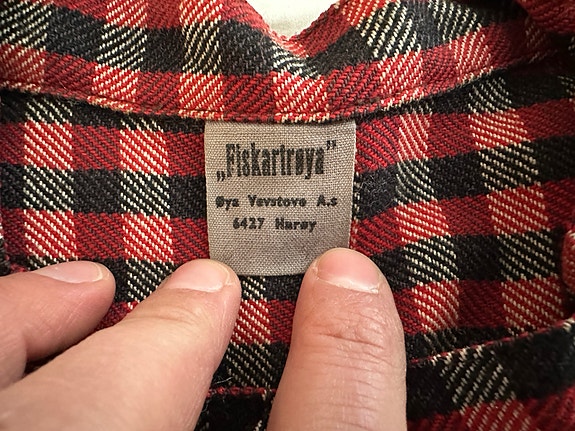 „Fiskartrøya”
Øya Vevstove A.s
6427 Harøy